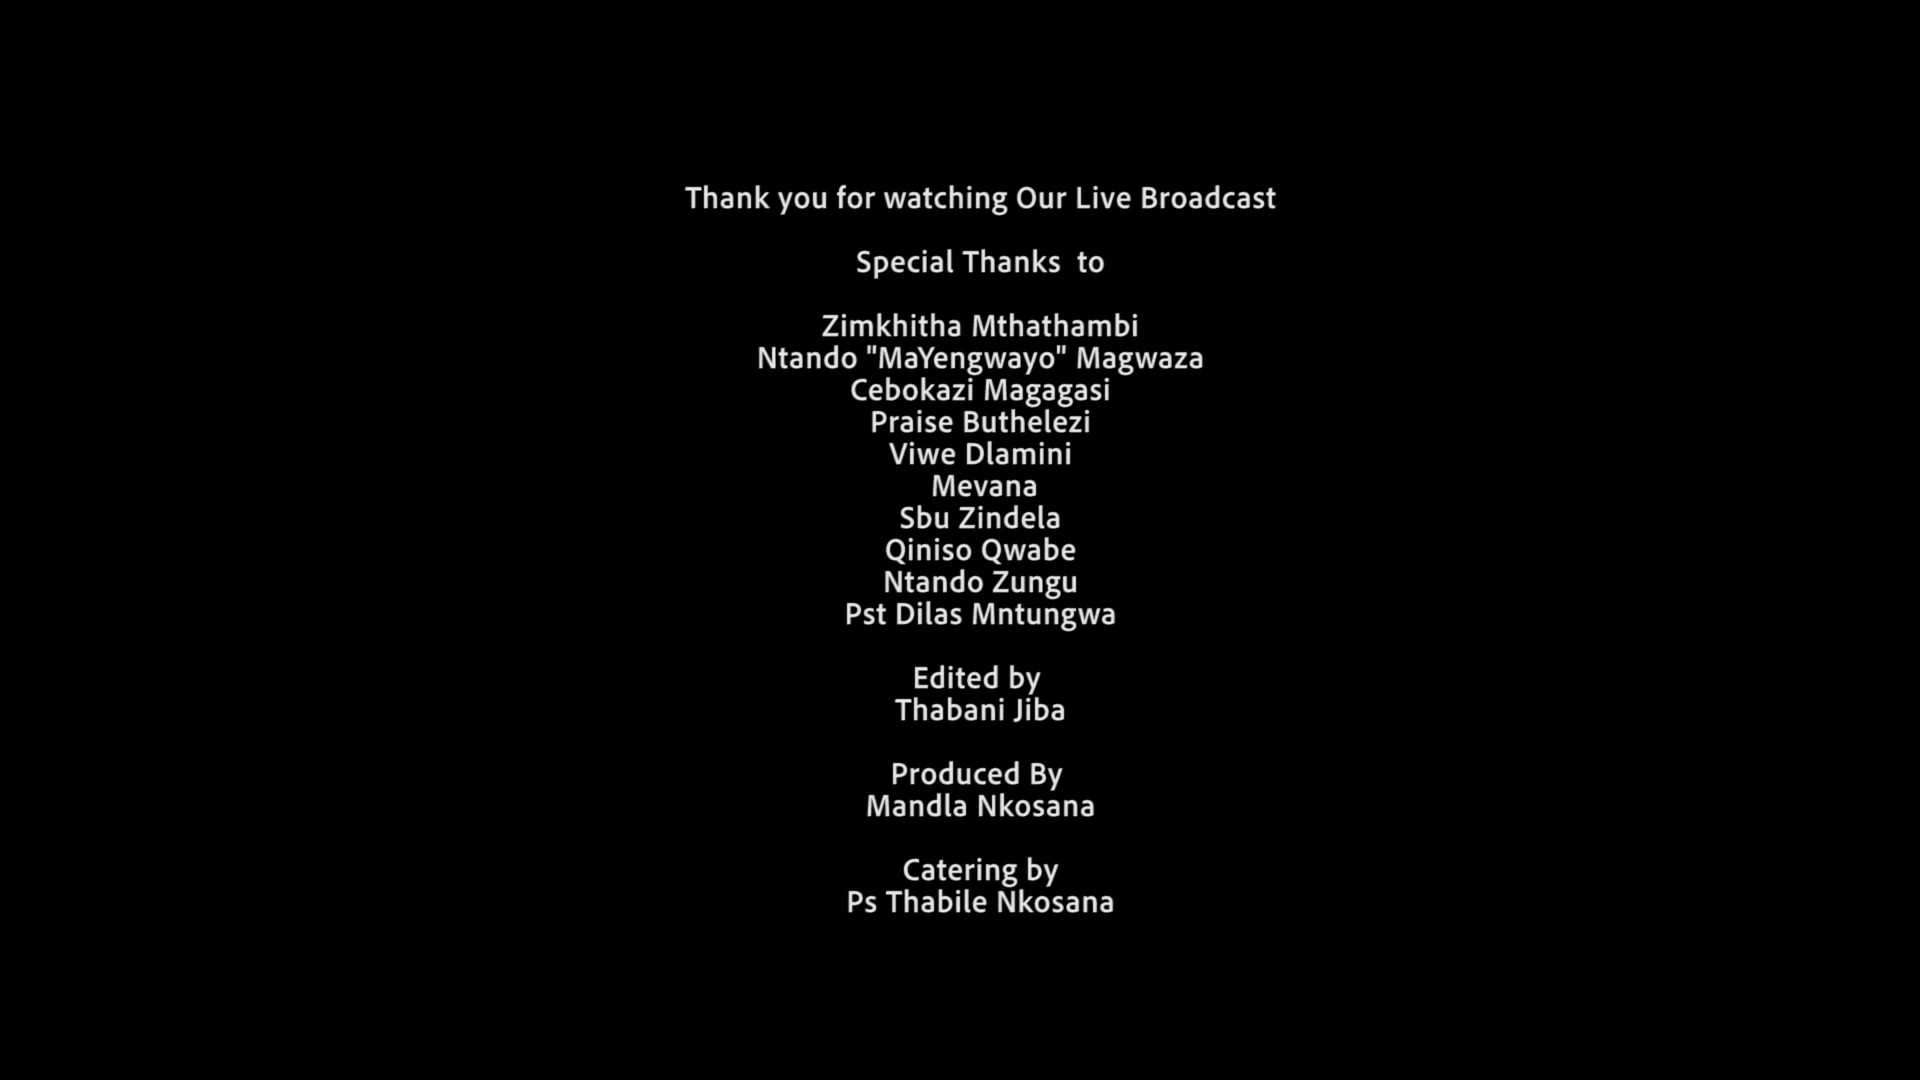 Thank you for watching Our Live Broadcast
Special Thanks  to
Zimkhitha Mthathambi
Ntando "MaYengwayo" Magwaza
Cebokazi Magagasi
Praise Buthelezi
Viwe Dlamini
Mevana
Sbu Zindela
Qiniso Qwabe
Ntando Zungu
Pst Dilas Mntungwa
Edited by
Thabani Jiba
Produced By
Mandla Nkosana
Catering by
Ps Thabile Nkosana